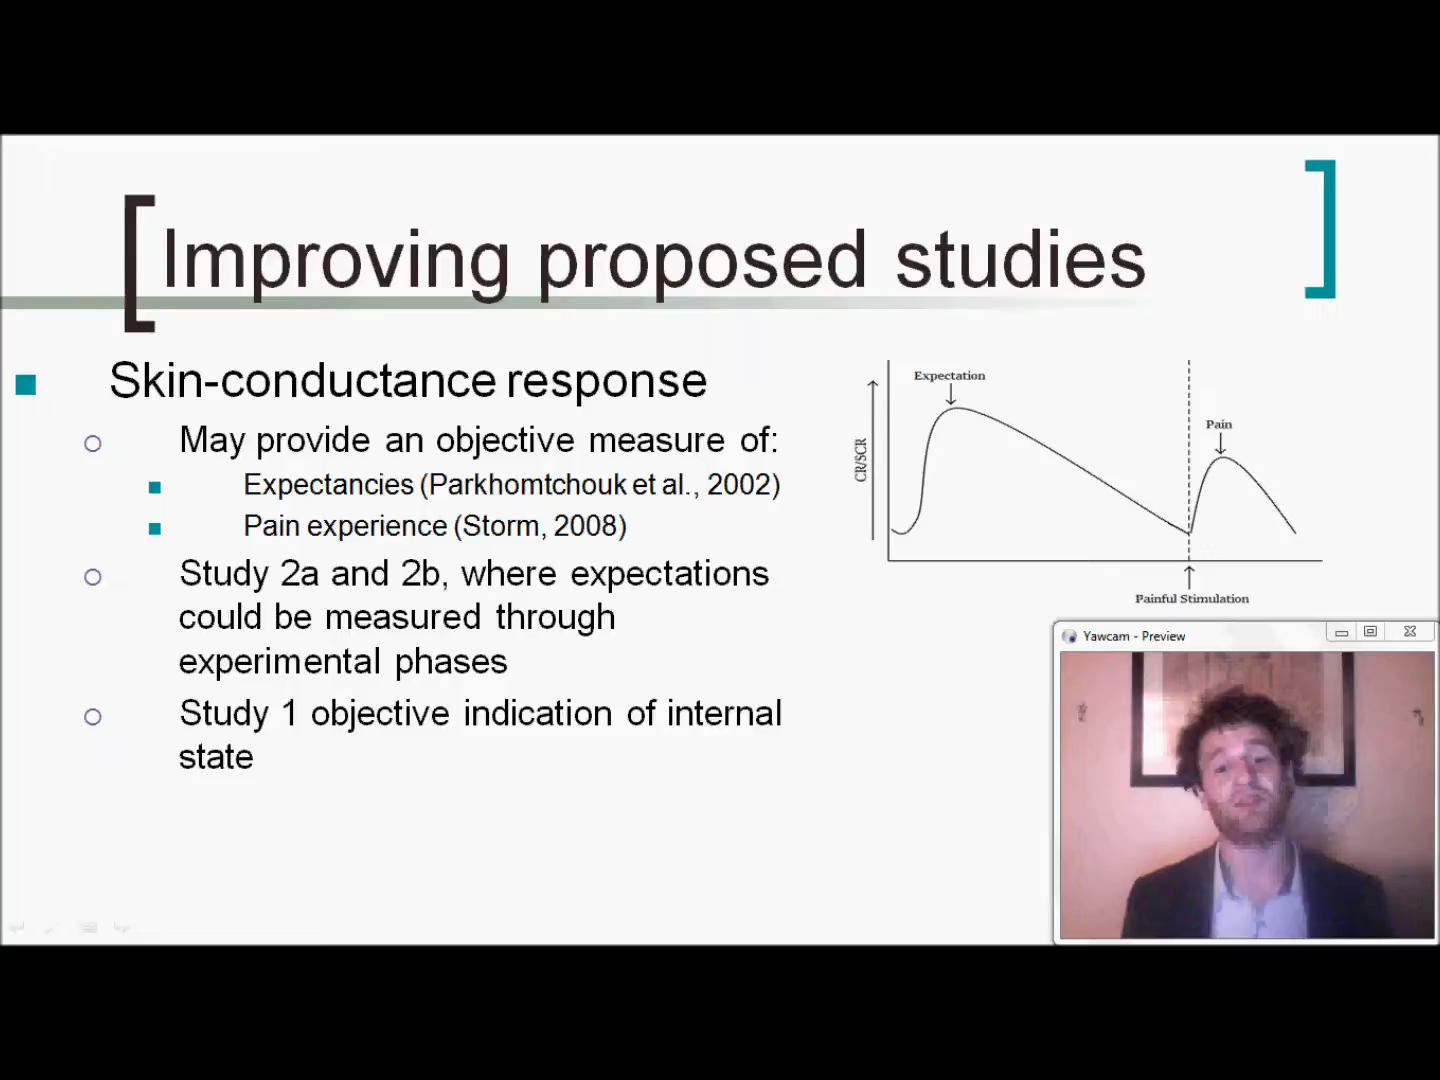 Improving proposed studies
Skin-conductance response
May provide an objective measure of:
Expectancies (Parkhomtchouk et al., 2002)
Pain experience (Storm, 2008)
Study 2a and 2b, where expectations
could be measured through
experimental phases
Study 1 objective indication of internal
state
Expectation
Pain
CR/SCR
Painful Stimulation
Yawcam - Preview